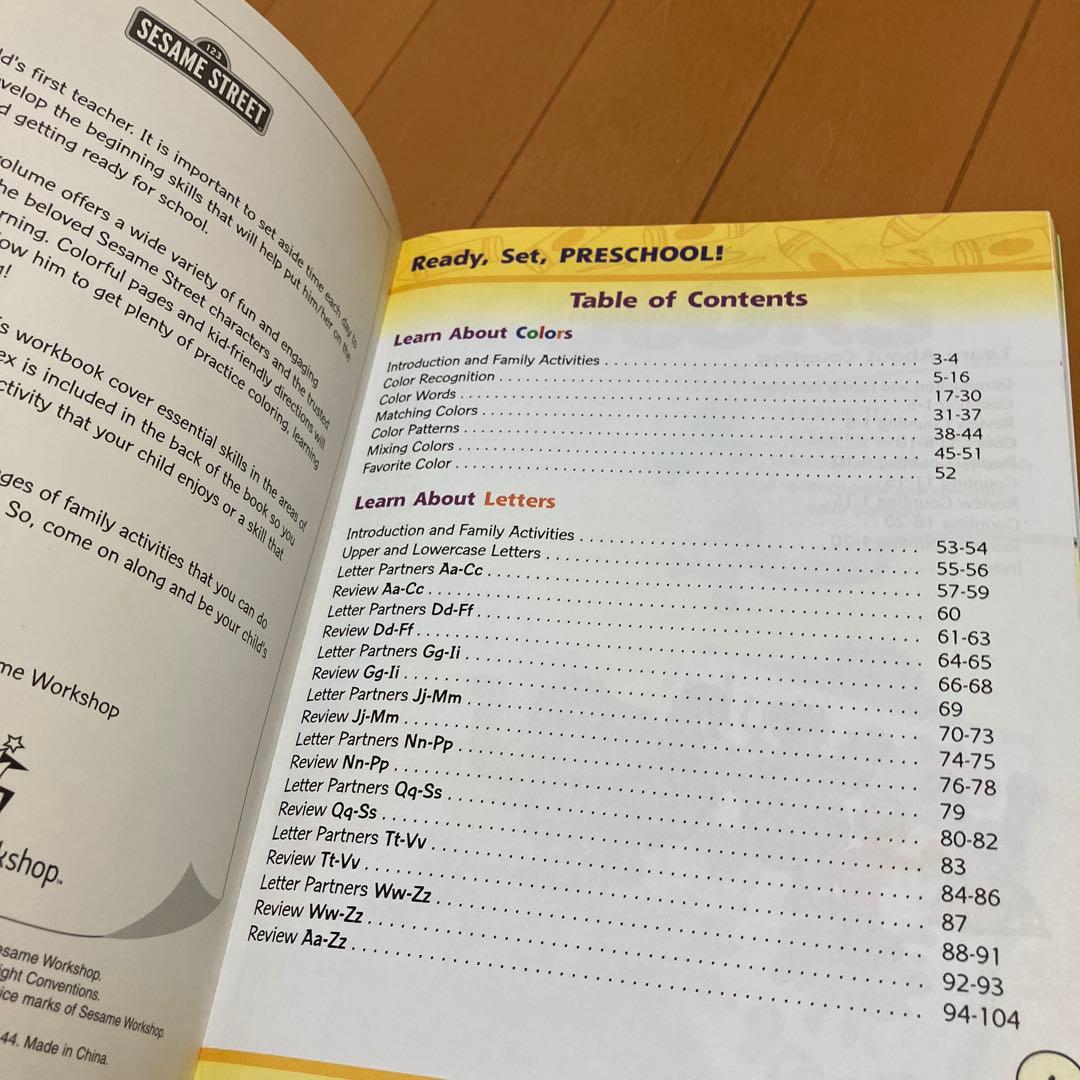 SESAME STREET
123
d's first teacher. It is important to set aside time each day to
velop the beginning skills that will help put him/her on the
d getting ready for school.
volume offers a wide variety of fun and engaging
he beloved Sesame Street characters and the trusted
rning. Colorful pages and kid-friendly directions will
low him to get plenty of practice coloring, learning
g!
s workbook cover essential skills in the areas of
ex is included in the back of the book so you
ctivity that your child enjoys or a skill that
ges of family activities that you can do
So, come on along and be your child's
me Workshop
kshop™
esame Workshop.
ight Conventions.
ice marks of Sesame Workshop.
44. Made in China.
Ready, Set, PRESCHOOL!
Table of Contents
Learn About Colors
Introduction and Family Activities 3-4
Color Recognition 5-16
Color Words 17-30
Matching Colors 31-37
Color Patterns 38-44
Mixing Colors 45-51
Favorite Color 52
Learn About Letters
Introduction and Family Activities 53-54
Upper and Lowercase Letters 55-56
Letter Partners Aa-Cc 57-59
Review Aa-Cc 60
Letter Partners Dd-Ff 61-63
Review Dd-Ff 64-65
Letter Partners Gg-Ii 66-68
Review Gg-Ii 69
Letter Partners Jj-Mm 70-73
Review Jj-Mm 74-75
Letter Partners Nn-Pp 76-78
Review Nn-Pp 79
Letter Partners Qq-Ss 80-82
Review Qq-Ss 83
Letter Partners Tt-Vv 84-86
Review Tt-Vv 87
Letter Partners Ww-Zz 88-91
Review Ww-Zz 92-93
Review Aa-Zz 94-104